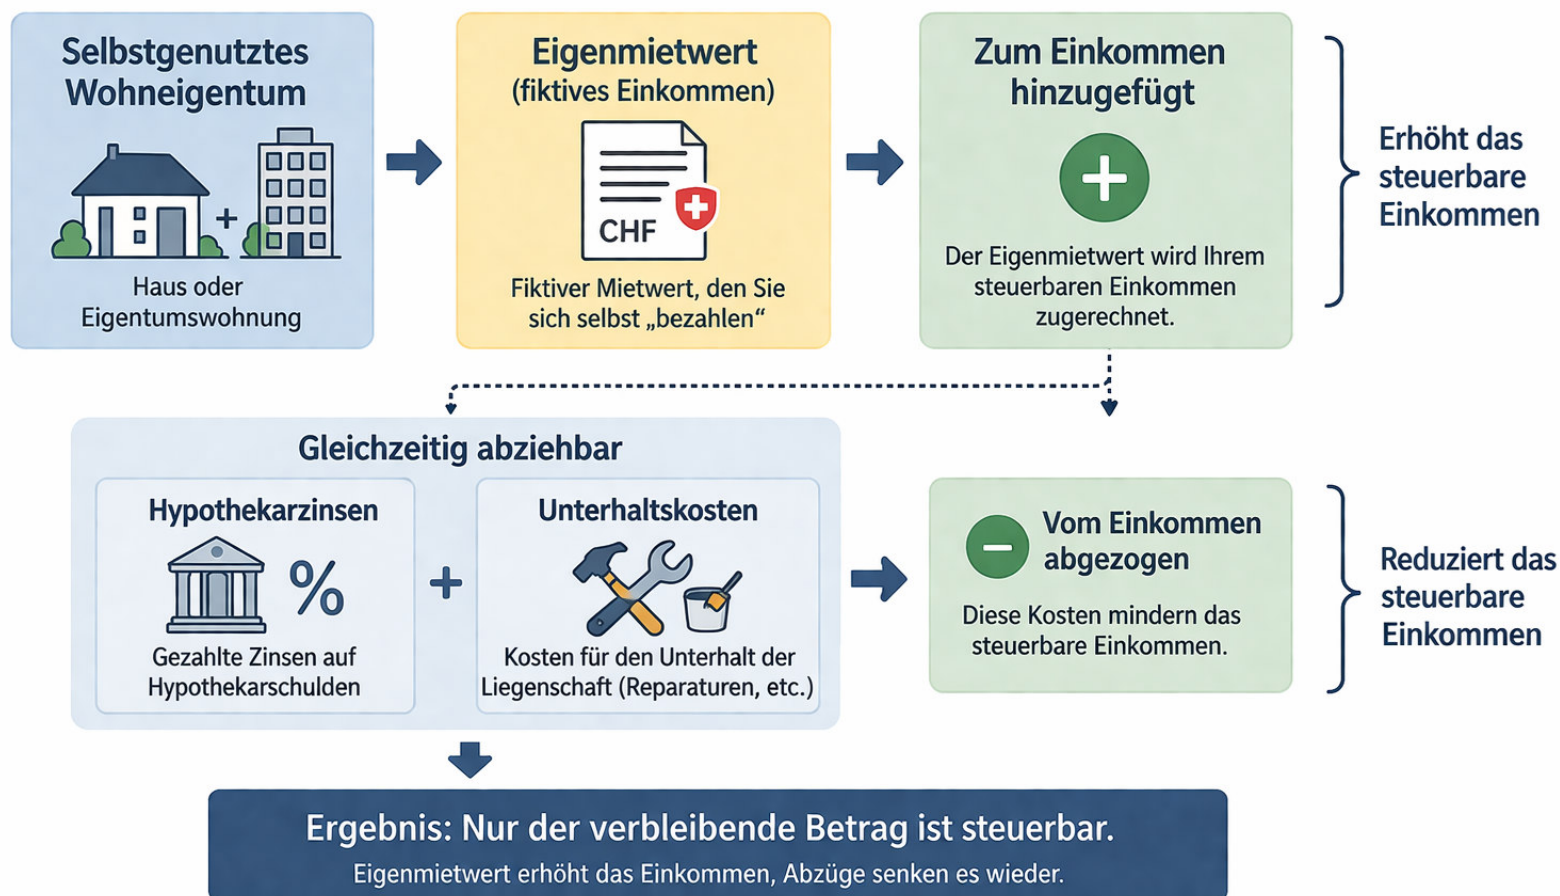 Selbstgenutztes
Wohneigentum
+
Haus oder
Eigentumswohnung
Eigenmietwert
(fiktives Einkommen)
CHF
Fiktiver Mietwert, den Sie
sich selbst „bezahlen“
Zum Einkommen
hinzugefügt
+
Der Eigenmietwert wird Ihrem
steuerbaren Einkommen
zugerechnet.
Erhöht das
steuerbare
Einkommen
Gleichzeitig abziehbar
Hypothekarzinsen
%
Gezahlte Zinsen auf
Hypothekarschulden
+
Unterhaltskosten
Kosten für den Unterhalt der
Liegenschaft (Reparaturen, etc.)
−
Vom Einkommen
abgezogen
Diese Kosten mindern das
steuerbare Einkommen.
Reduziert das
steuerbare
Einkommen
Ergebnis: Nur der verbleibende Betrag ist steuerbar.
Eigenmietwert erhöht das Einkommen, Abzüge senken es wieder.